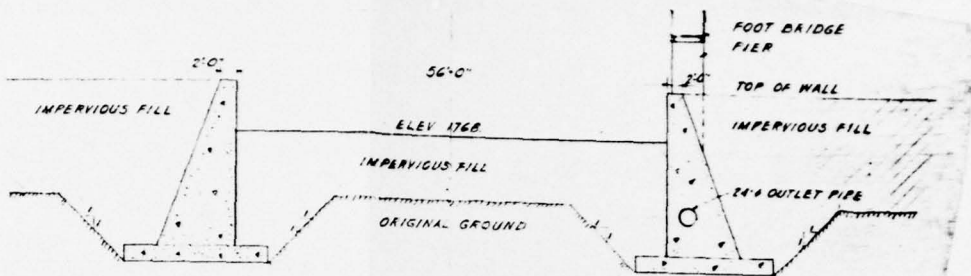 FOOT BRIDGE
PIER
2'-0"
56'-0"
2'-0"
TOP OF WALL
IMPERVIOUS FILL
ELEV 1768.
IMPERVIOUS FILL
IMPERVIOUS FILL
24"ϕ OUTLET PIPE
ORIGINAL GROUND